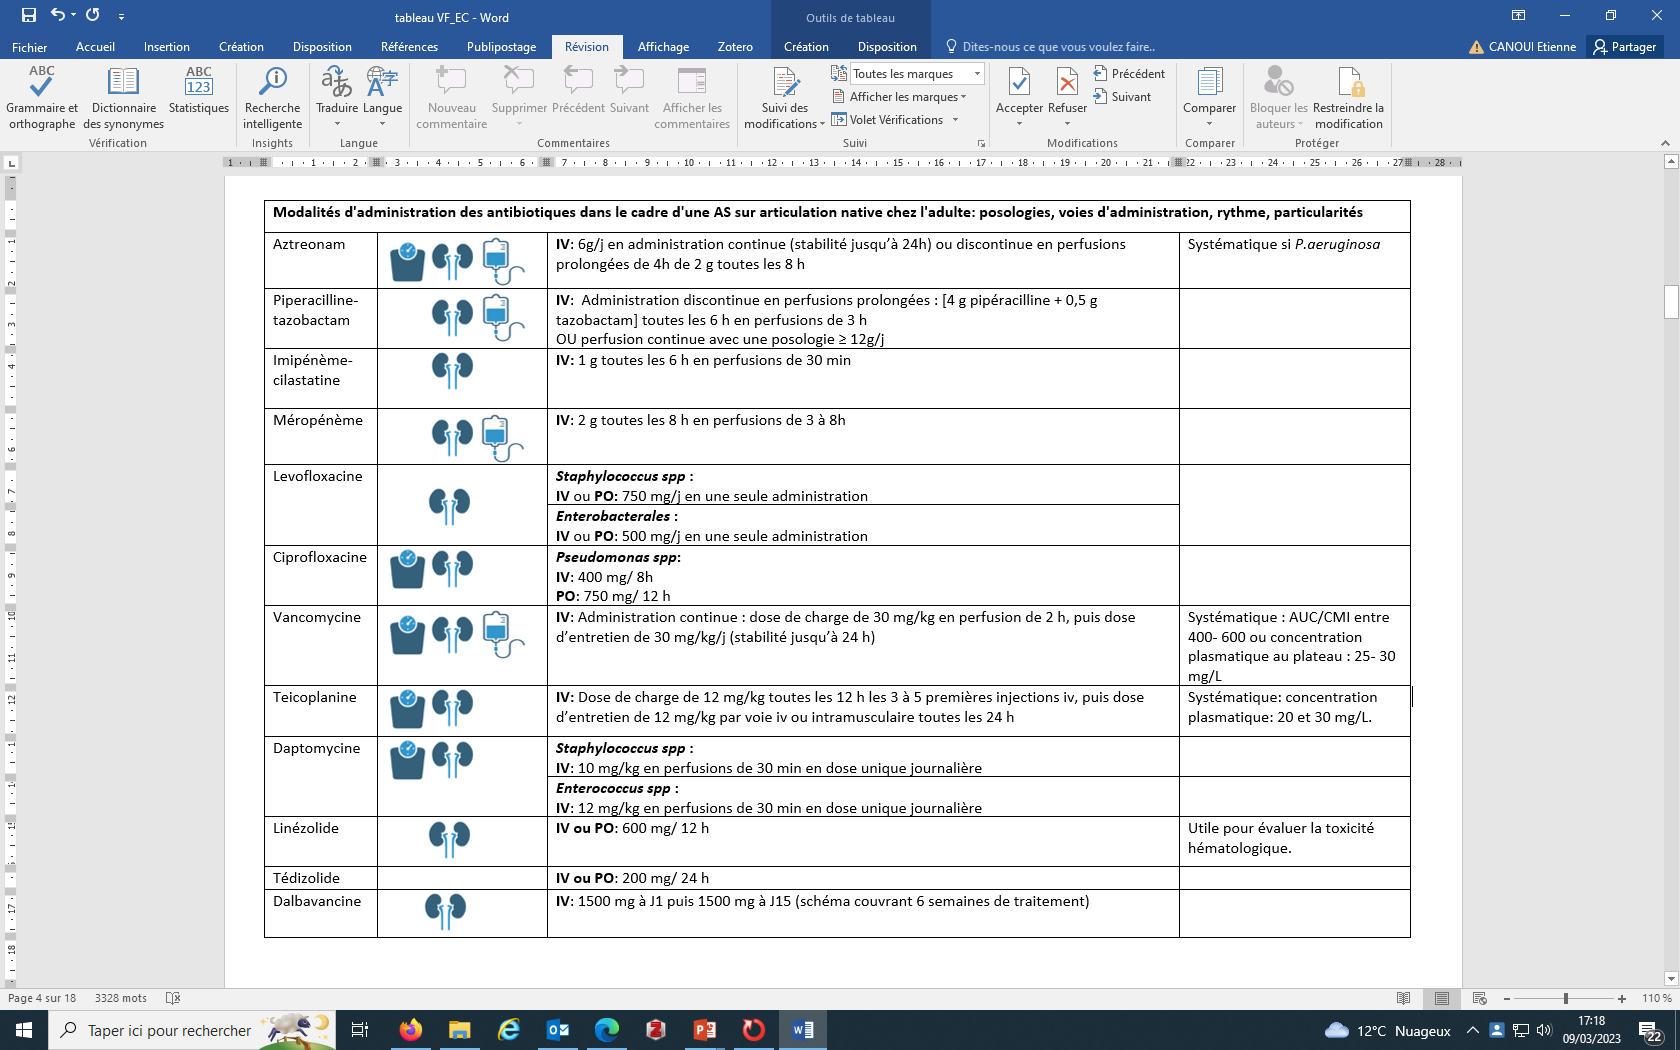 tableau VF_EC - Word
Outils de tableau
Fichier Accueil Insertion Création Disposition Références Publipostage Révision Affichage Zotero Création Disposition Dites-nous ce que vous voulez faire.. CANOUI Etienne Partager
Grammaire et orthographe
Dictionnaire des synonymes
Statistiques
Vérification
Recherche intelligente
Insights
Traduire
Langue
Langue
Nouveau commentaire
Supprimer
Précédent
Suivant
Afficher les commentaires
Commentaires
Suivi des modifications
Toutes les marques
Afficher les marques
Volet Vérifications
Suivi
Accepter
Refuser
Précédent
Suivant
Modifications
Comparer
Comparer
Bloquer les auteurs
Restreindre la modification
Protéger
Modalités d'administration des antibiotiques dans le cadre d'une AS sur articulation native chez l'adulte: posologies, voies d'administration, rythme, particularités
Aztreonam
IV: 6g/j en administration continue (stabilité jusqu'à 24h) ou discontinue en perfusions
prolongées de 4h de 2 g toutes les 8 h
Systématique si P.aeruginosa
Piperacilline-
tazobactam
IV: Administration discontinue en perfusions prolongées : [4 g pipéracilline + 0,5 g
tazobactam] toutes les 6 h en perfusions de 3 h
OU perfusion continue avec une posologie ≥ 12g/j
Imipénème-
cilastatine
IV: 1 g toutes les 6 h en perfusions de 30 min
Méropénème
IV: 2 g toutes les 8 h en perfusions de 3 à 8h
Levofloxacine
Staphylococcus spp :
IV ou PO: 750 mg/j en une seule administration
Enterobacterales :
IV ou PO: 500 mg/j en une seule administration
Ciprofloxacine
Pseudomonas spp:
IV: 400 mg/ 8h
PO: 750 mg/ 12 h
Vancomycine
IV: Administration continue : dose de charge de 30 mg/kg en perfusion de 2 h, puis dose
d'entretien de 30 mg/kg/j (stabilité jusqu'à 24 h)
Systématique : AUC/CMI entre
400- 600 ou concentration
plasmatique au plateau : 25- 30
mg/L
Teicoplanine
IV: Dose de charge de 12 mg/kg toutes les 12 h les 3 à 5 premières injections iv, puis dose
d'entretien de 12 mg/kg par voie iv ou intramusculaire toutes les 24 h
Systématique: concentration
plasmatique: 20 et 30 mg/L.
Daptomycine
Staphylococcus spp :
IV: 10 mg/kg en perfusions de 30 min en dose unique journalière
Enterococcus spp :
IV: 12 mg/kg en perfusions de 30 min en dose unique journalière
Linézolide
IV ou PO: 600 mg/ 12 h
Utile pour évaluer la toxicité
hématologique.
Tédizolide
IV ou PO: 200 mg/ 24 h
Dalbavancine
IV: 1500 mg à J1 puis 1500 mg à J15 (schéma couvrant 6 semaines de traitement)
Page 4 sur 18 3328 mots 110 %
Taper ici pour rechercher
12°C Nuageux
17:18
09/03/2023
22